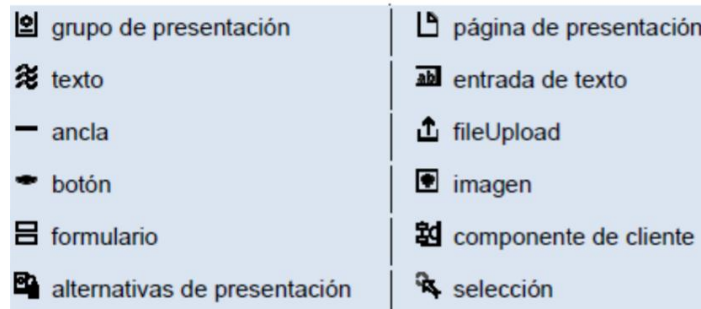 grupo de presentación
página de presentación
texto
ab entrada de texto
ancla
fileUpload
botón
imagen
formulario
componente de cliente
alternativas de presentación
selección